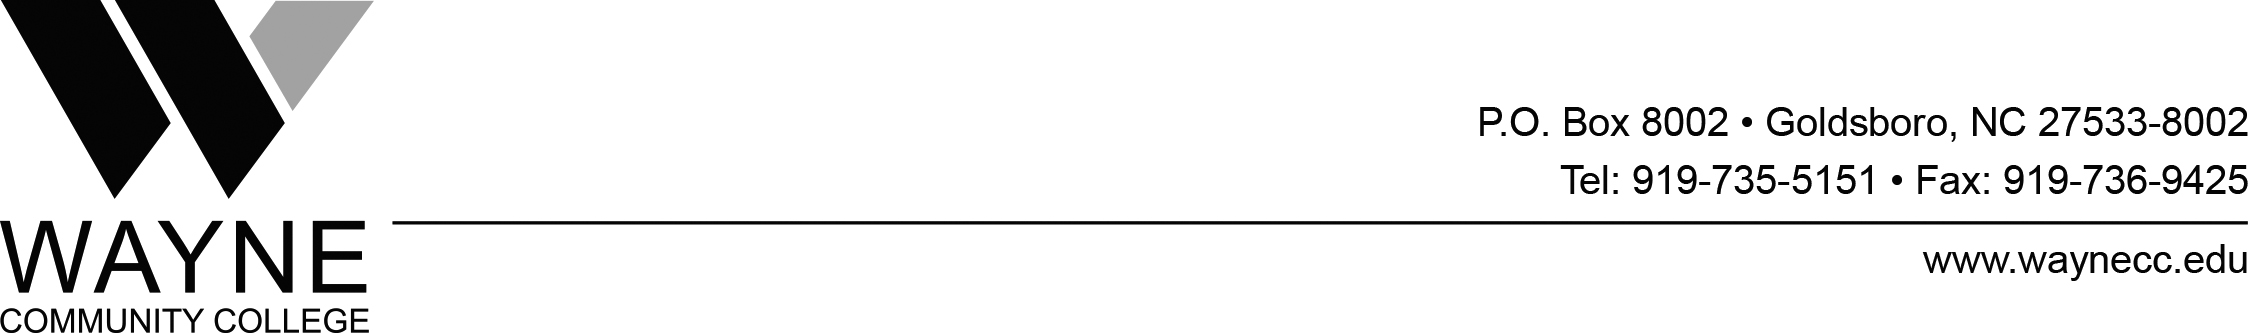 P.O. Box 8002 • Goldsboro, NC 27533-8002
Tel: 919-735-5151 • Fax: 919-736-9425
WAYNE
COMMUNITY COLLEGE
www.waynecc.edu